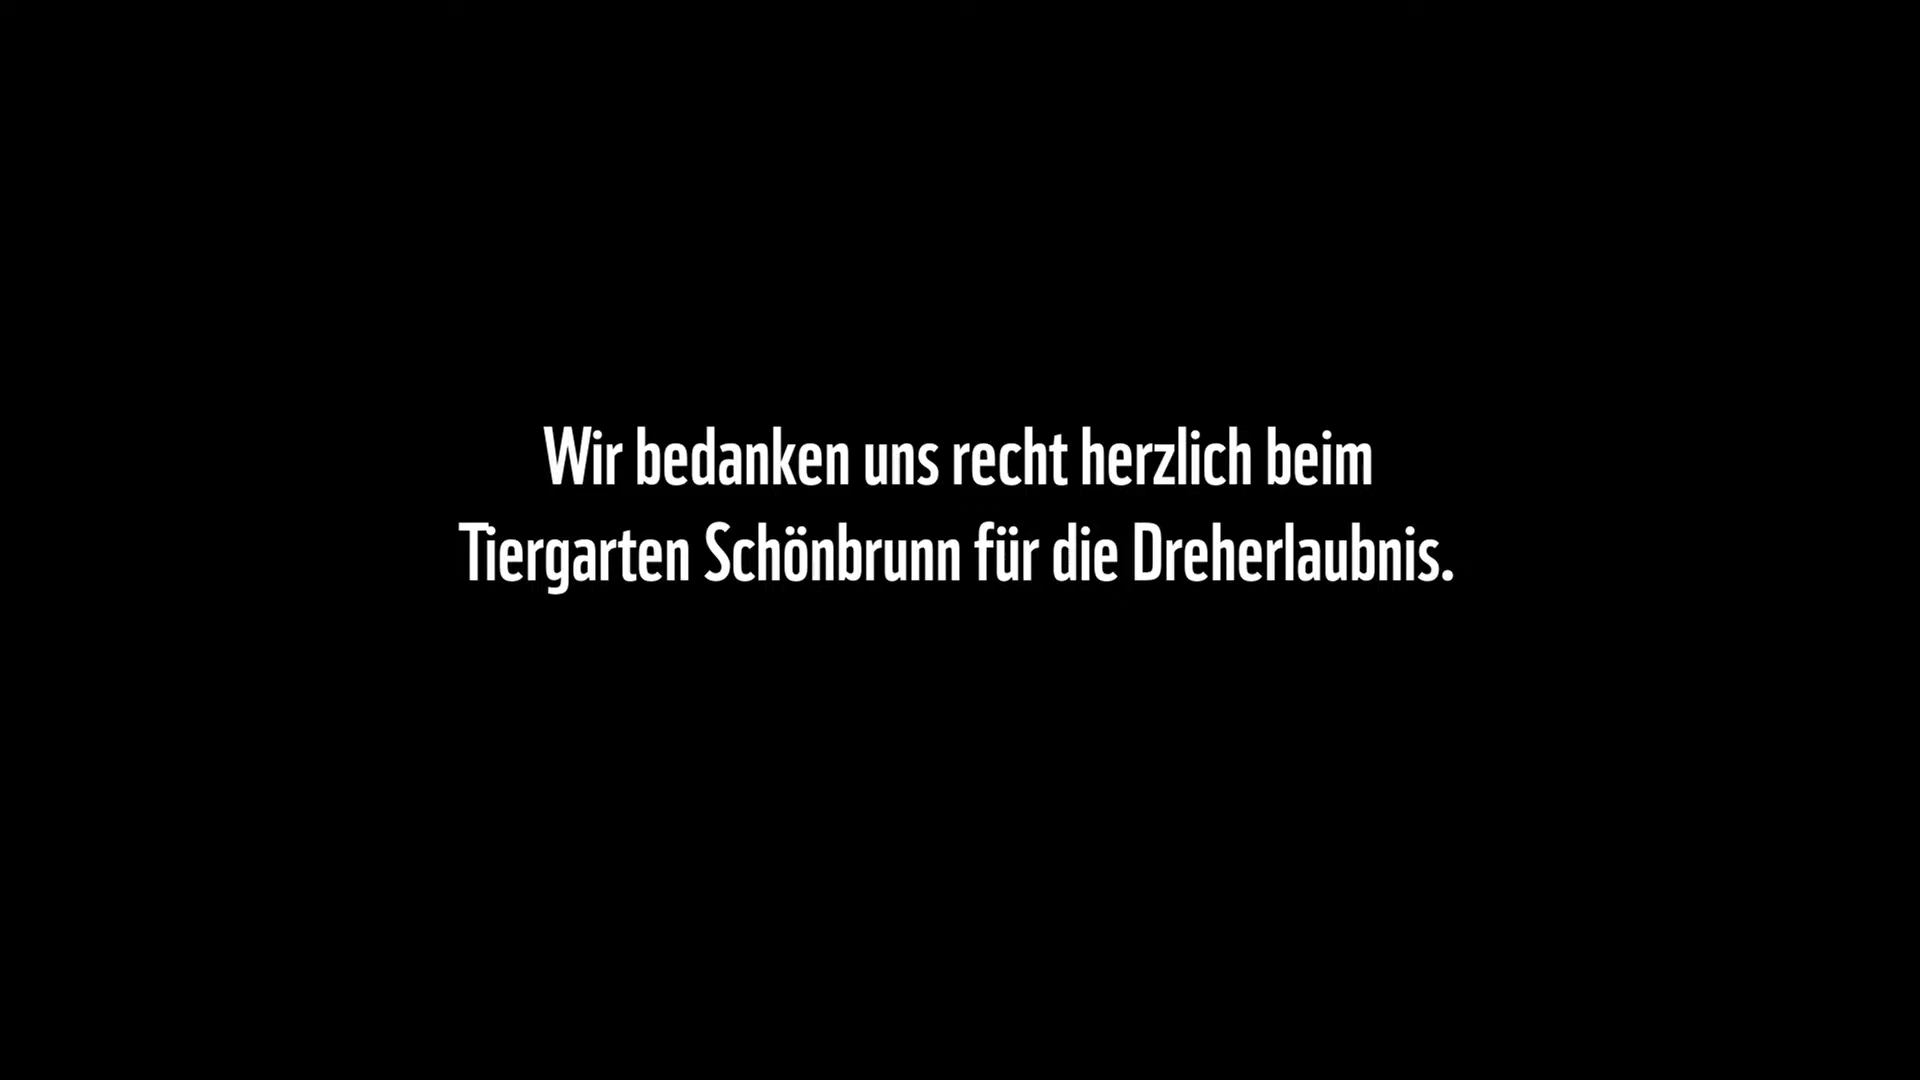 Wir bedanken uns recht herzlich beim
Tiergarten Schönbrunn für die Dreherlaubnis.